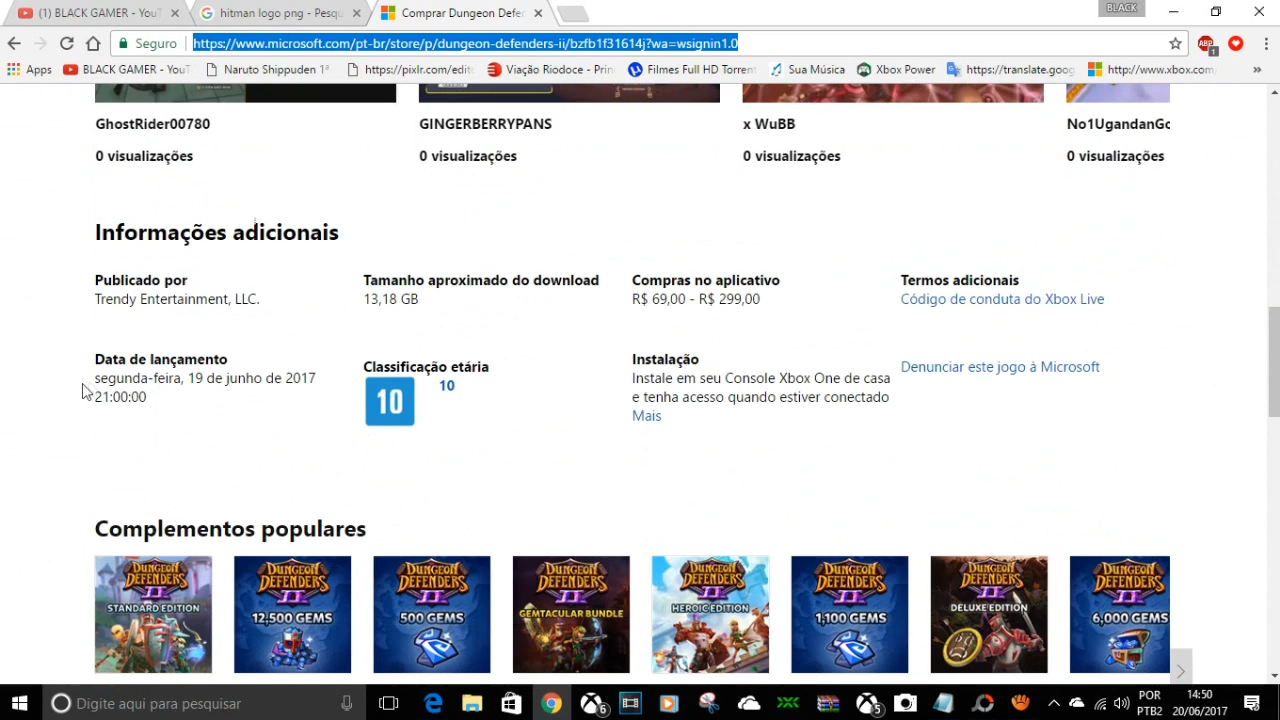 (1) BLACK GAMER - YouT
hitman logo png - Pesqu
Comprar Dungeon Defen
BLACK
Seguro
https://www.microsoft.com/pt-br/store/p/dungeon-defenders-ii/bzfb1f31614j?wa=wsignin1.0
ABP
1
Apps
BLACK GAMER - YouT
Naruto Shippuden 1ª
https://pixlr.com/edito
Viação Riodoce - Prin
Filmes Full HD Torrent
Sua Música
Xbox Power
https://translate.goog
http://www.xbox.com
»
GhostRider00780
GINGERBERRYPANS
x WuBB
No1UgandanGo
0 visualizações
0 visualizações
0 visualizações
0 visualizações
Informações adicionais
Publicado por
Trendy Entertainment, LLC.
Tamanho aproximado do download
13,18 GB
Compras no aplicativo
R$ 69,00 - R$ 299,00
Termos adicionais
Código de conduta do Xbox Live
Data de lançamento
segunda-feira, 19 de junho de 2017
21:00:00
Classificação etária
10
10
Instalação
Instale em seu Console Xbox One de casa
e tenha acesso quando estiver conectado
Mais
Denunciar este jogo à Microsoft
Complementos populares
DUNGEON DEFENDERS II
STANDARD EDITION
DUNGEON DEFENDERS II
12,500 GEMS
DUNGEON DEFENDERS II
500 GEMS
DUNGEON DEFENDERS II
GEMTACULAR BUNDLE
DUNGEON DEFENDERS II
HEROIC EDITION
DUNGEON DEFENDERS II
1,100 GEMS
DUNGEON DEFENDERS II
DELUXE EDITION
DUNGEON DEFENDERS II
6,000 GEMS
Digite aqui para pesquisar
6
5
POR
PTB2
14:50
20/06/2017